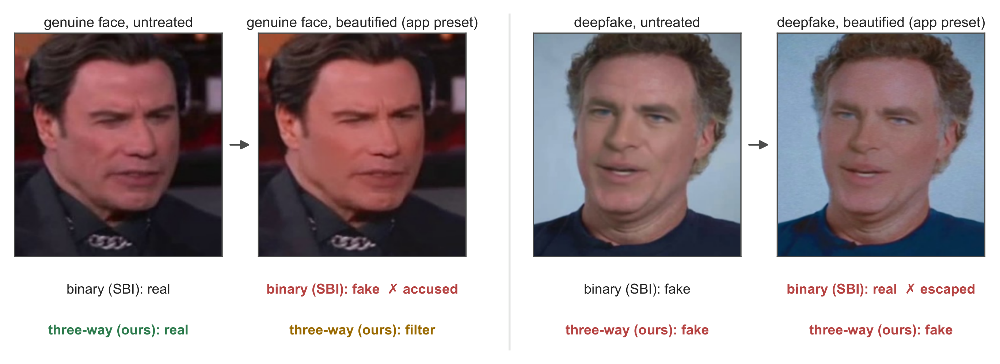 genuine face, untreated
genuine face, beautified (app preset)
deepfake, untreated
deepfake, beautified (app preset)
binary (SBI): real
binary (SBI): fake ✗ accused
binary (SBI): fake
binary (SBI): real ✗ escaped
three-way (ours): real
three-way (ours): filter
three-way (ours): fake
three-way (ours): fake